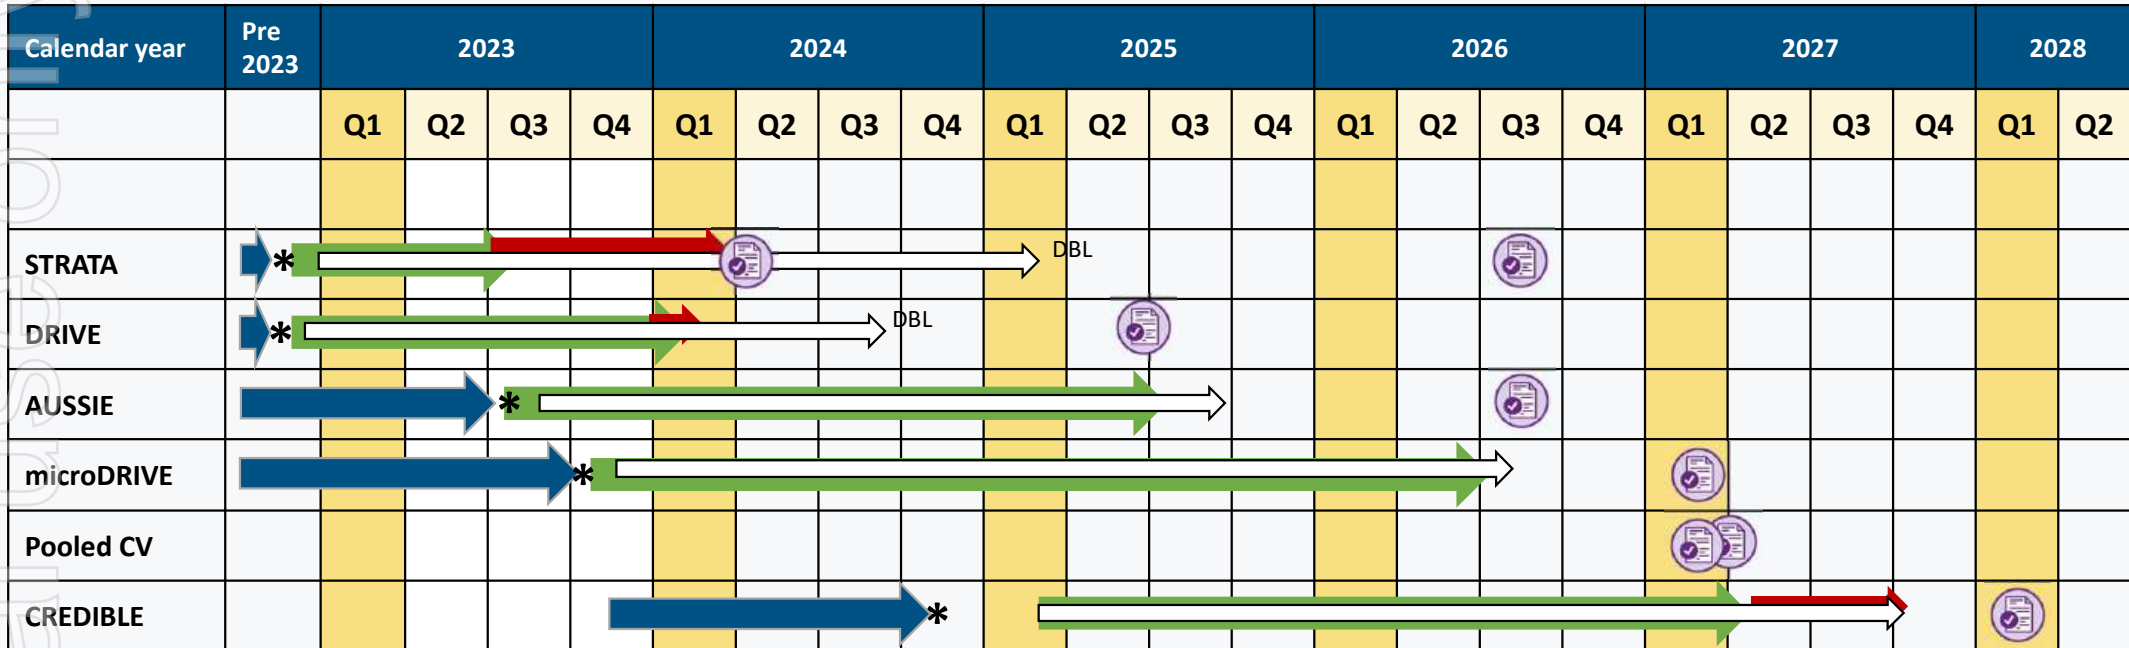 Calendar year Pre 2023 2023 2024 2025 2026 2027 2028
Q1 Q2 Q3 Q4 Q1 Q2 Q3 Q4 Q1 Q2 Q3 Q4 Q1 Q2 Q3 Q4 Q1 Q2 Q3 Q4 Q1 Q2
STRATA * DBL
DRIVE * DBL
AUSSIE *
microDRIVE *
Pooled CV
CREDIBLE *